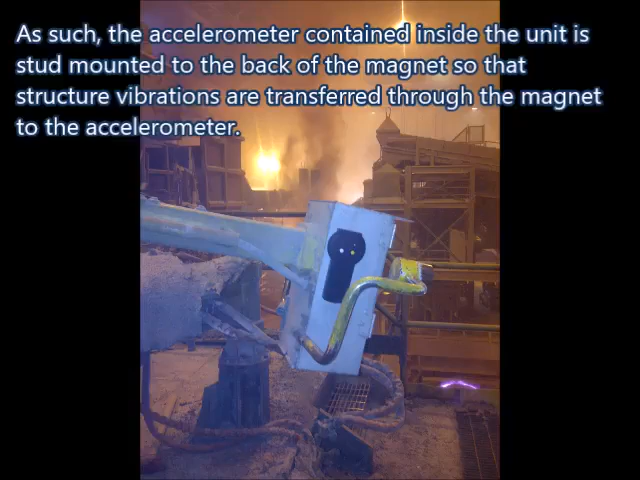 As such, the accelerometer contained inside the unit is
stud mounted to the back of the magnet so that
structure vibrations are transferred through the magnet
to the accelerometer.